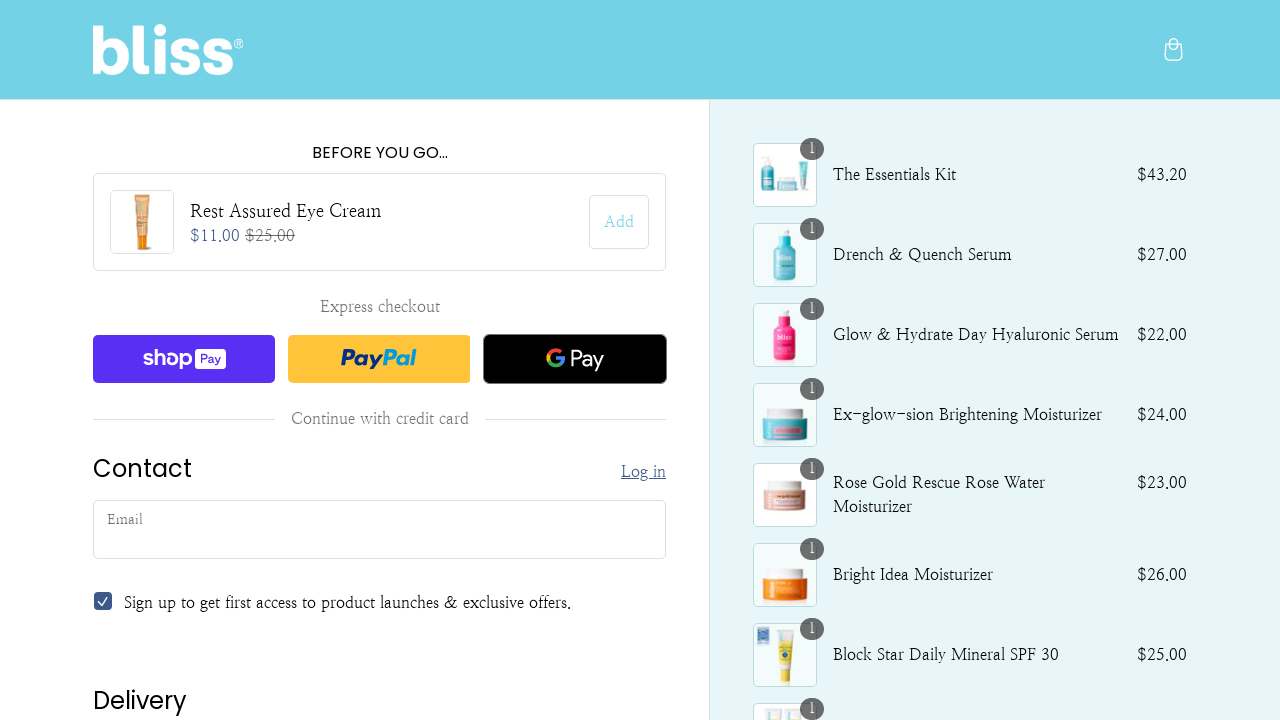 bliss®
BEFORE YOU GO...
Rest Assured Eye Cream
$11.00 $25.00
Add
Express checkout
shop Pay
PayPal
G Pay
Continue with credit card
Contact
Log in
Email
Sign up to get first access to product launches & exclusive offers.
Delivery
1
The Essentials Kit
$43.20
1
Drench & Quench Serum
$27.00
1
Glow & Hydrate Day Hyaluronic Serum
$22.00
1
Ex-glow-sion Brightening Moisturizer
$24.00
1
Rose Gold Rescue Rose Water
Moisturizer
$23.00
1
Bright Idea Moisturizer
$26.00
1
Block Star Daily Mineral SPF 30
$25.00
1